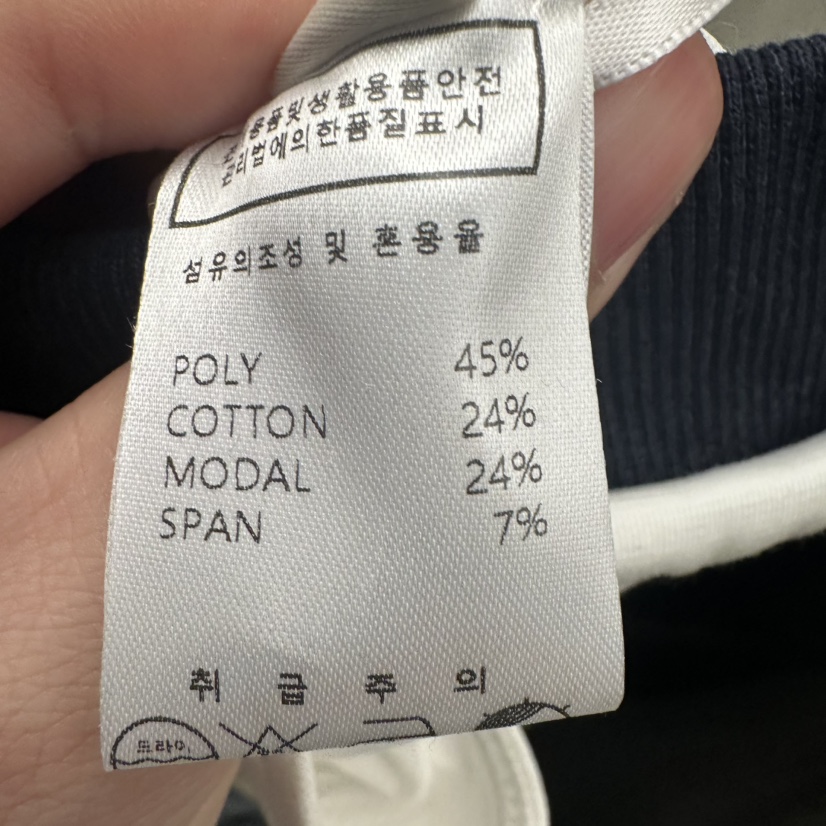 품및생활용품안전
법에의한품질표시
섬유의조성 및 혼용율
POLY 45%
COTTON 24%
MODAL 24%
SPAN 7%
취 급 주 의
드라이